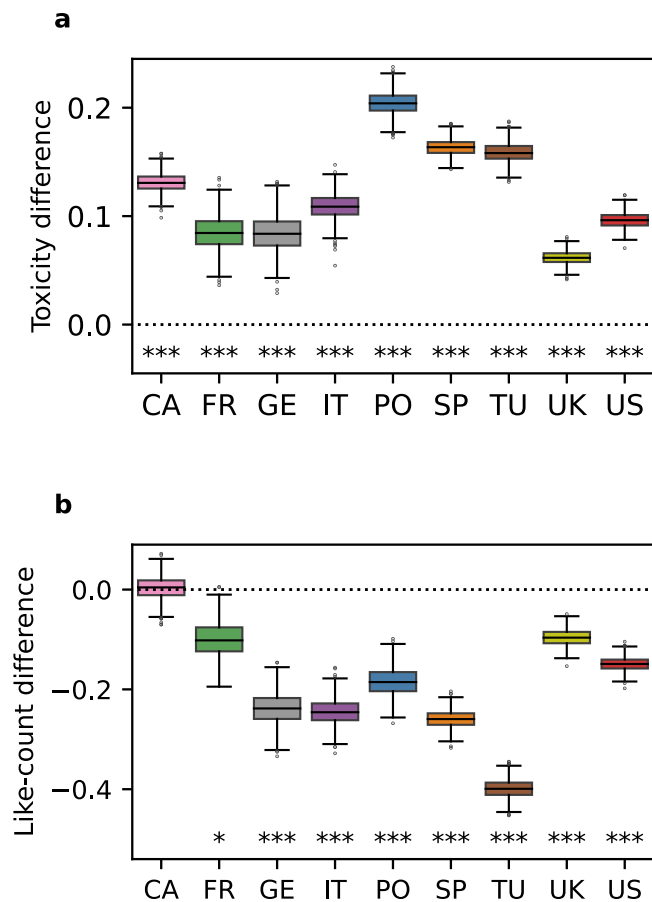 a
Toxicity difference
0.2
0.1
0.0
*** *** *** *** *** *** *** *** ***
CA FR GE IT PO SP TU UK US
b
Like-count difference
0.0
−0.2
−0.4
* *** *** *** *** *** *** ***
CA FR GE IT PO SP TU UK US